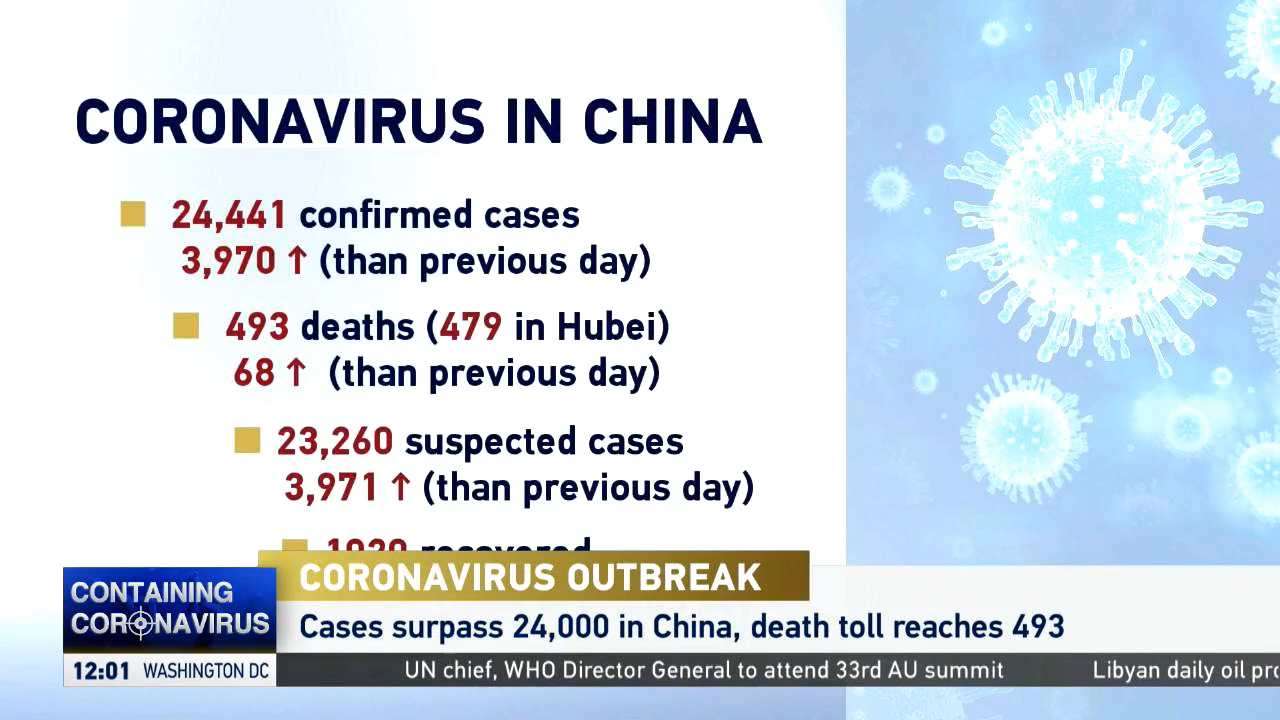 CORONAVIRUS IN CHINA
24,441 confirmed cases
3,970 ↑ (than previous day)
493 deaths (479 in Hubei)
68 ↑ (than previous day)
23,260 suspected cases
3,971 ↑ (than previous day)
recovered
CORONAVIRUS OUTBREAK
CONTAINING
CORONAVIRUS
Cases surpass 24,000 in China, death toll reaches 493
12:01 WASHINGTON DC
UN chief, WHO Director General to attend 33rd AU summit
Libyan daily oil